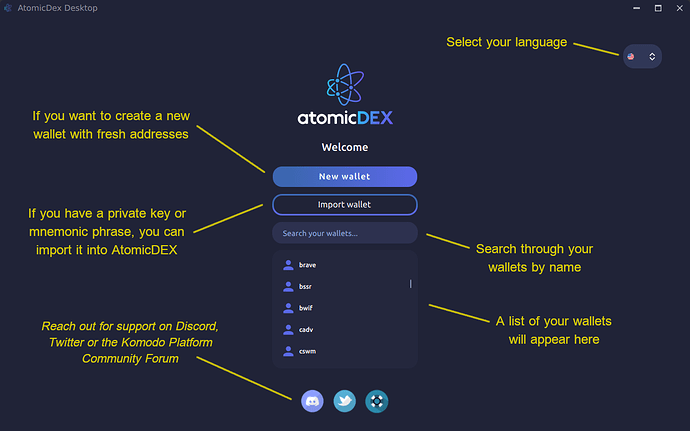 AtomicDex Desktop
Select your language
atomicDEX
If you want to create a new
wallet with fresh addresses
Welcome
New wallet
Import wallet
If you have a private key or
mnemonic phrase, you can
import it into AtomicDEX
Search your wallets...
Search through your
wallets by name
brave
bssr
bwif
cadv
cswm
A list of your wallets
will appear here
Reach out for support on Discord,
Twitter or the Komodo Platform
Community Forum